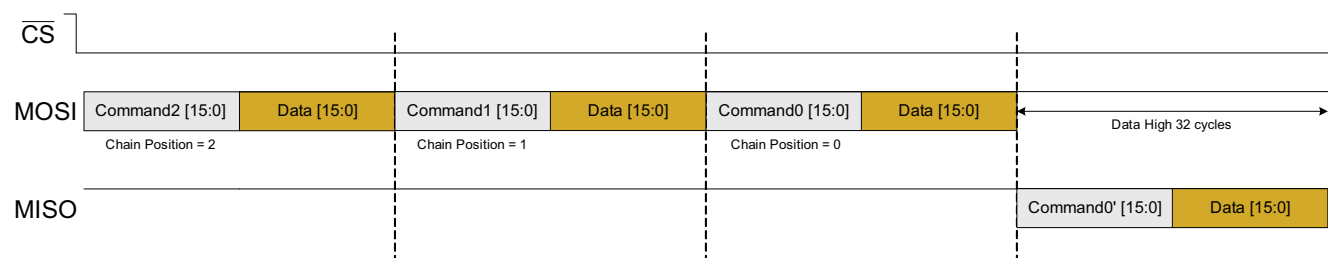 CS
MOSI Command2 [15:0] Data [15:0] Command1 [15:0] Data [15:0] Command0 [15:0] Data [15:0]
Data High 32 cycles
Chain Position = 2 Chain Position = 1 Chain Position = 0
MISO Command0' [15:0] Data [15:0]